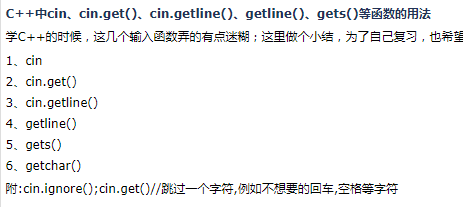 C++中cin、cin.get()、cin.getline()、getline()、gets()等函数的用法
学C++的时候，这几个输入函数弄的有点迷糊；这里做个小结，为了自己复习，也希望
1、cin
2、cin.get()
3、cin.getline()
4、getline()
5、gets()
6、getchar()
附:cin.ignore();cin.get()//跳过一个字符,例如不想要的回车,空格等字符